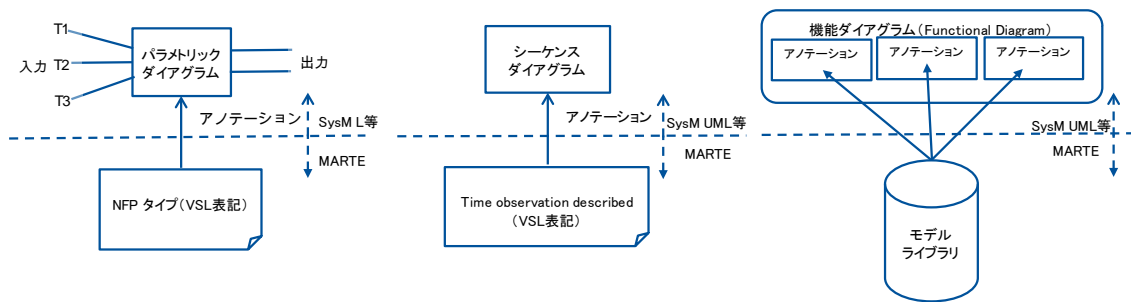 T1
入力 T2
T3
パラメトリック
ダイアグラム
出力
アノテーション
SysM L等
MARTE
NFP タイプ(VSL表記)
シーケンス
ダイアグラム
アノテーション
SysM UML等
MARTE
Time observation described
(VSL表記)
機能ダイアグラム(Functional Diagram)
アノテーション
アノテーション
アノテーション
SysM UML等
MARTE
モデル
ライブラリ